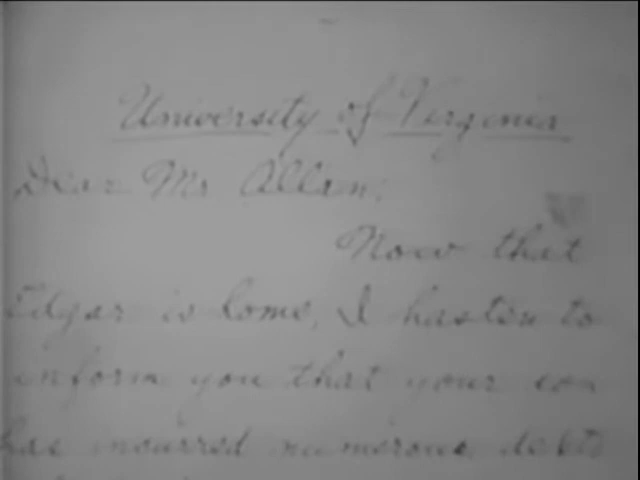 University of Virginia
Dear Mr Allan,
Now that
Edgar is home, I hasten to
inform you that your son
has incurred numerous debts